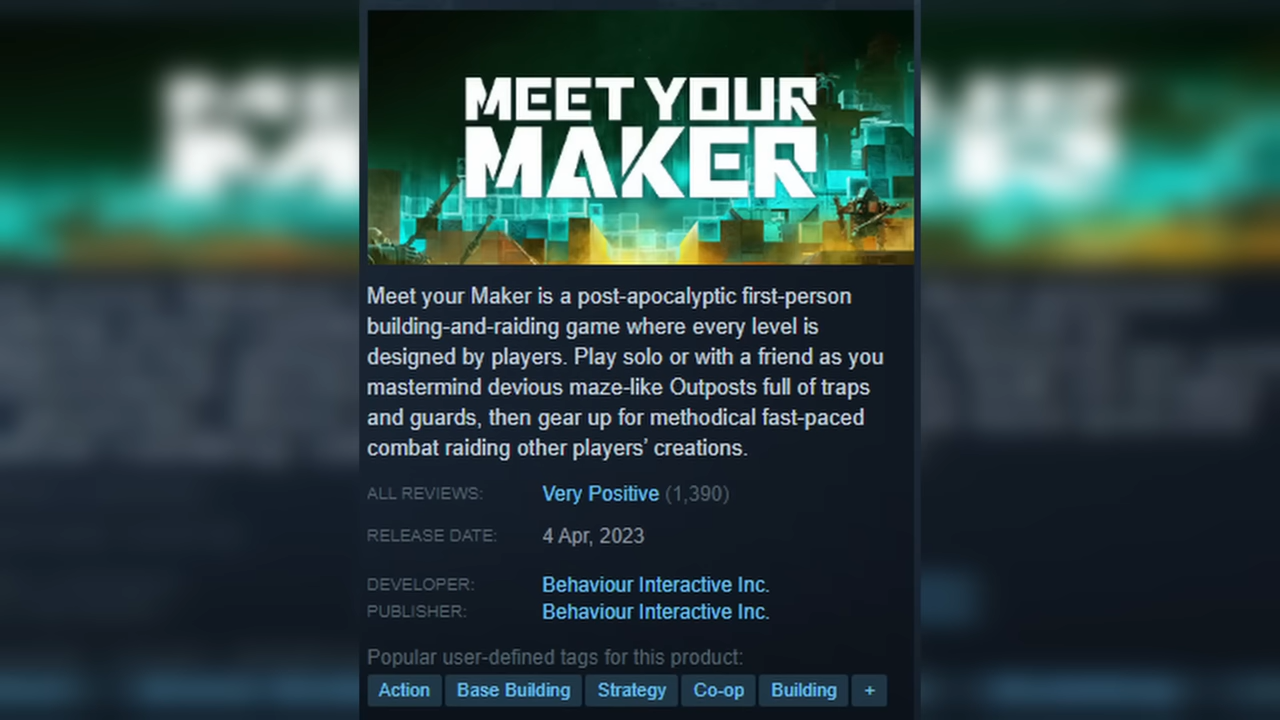 MEET YOUR
MAKER
Meet your Maker is a post-apocalyptic first-person
building-and-raiding game where every level is
designed by players. Play solo or with a friend as you
mastermind devious maze-like Outposts full of traps
and guards, then gear up for methodical fast-paced
combat raiding other players’ creations.
ALL REVIEWS: Very Positive (1,390)
RELEASE DATE: 4 Apr, 2023
DEVELOPER: Behaviour Interactive Inc.
PUBLISHER: Behaviour Interactive Inc.
Popular user-defined tags for this product:
Action Base Building Strategy Co-op Building +